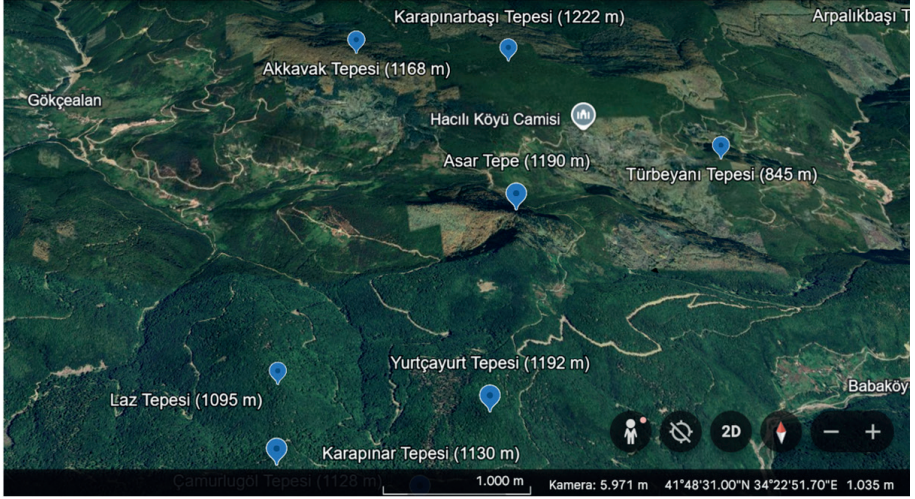 Karapınarbaşı Tepesi (1222 m)
Arpalıkbaşı T
Akkavak Tepesi (1168 m)
Gökçealan
Hacılı Köyü Camisi
Asar Tepe (1190 m)
Türbeyanı Tepesi (845 m)
Yurtçayurt Tepesi (1192 m)
Babaköy
Laz Tepesi (1095 m)
2D
Karapınar Tepesi (1130 m)
Çamurlugöl Tepesi (1128 m)
1.000 m
Kamera: 5.971 m 41°48'31.00"N 34°22'51.70"E 1.035 m